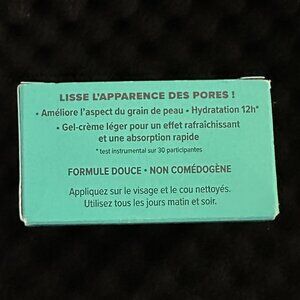 LISSE L'APPARENCE DES PORES !
• Améliore l'aspect du grain de peau • Hydratation 12h*
• Gel-crème léger pour un effet rafraîchissant
et une absorption rapide
* test instrumental sur 30 participantes
FORMULE DOUCE • NON COMÉDOGÈNE
Appliquez sur le visage et le cou nettoyés.
Utilisez tous les jours matin et soir.